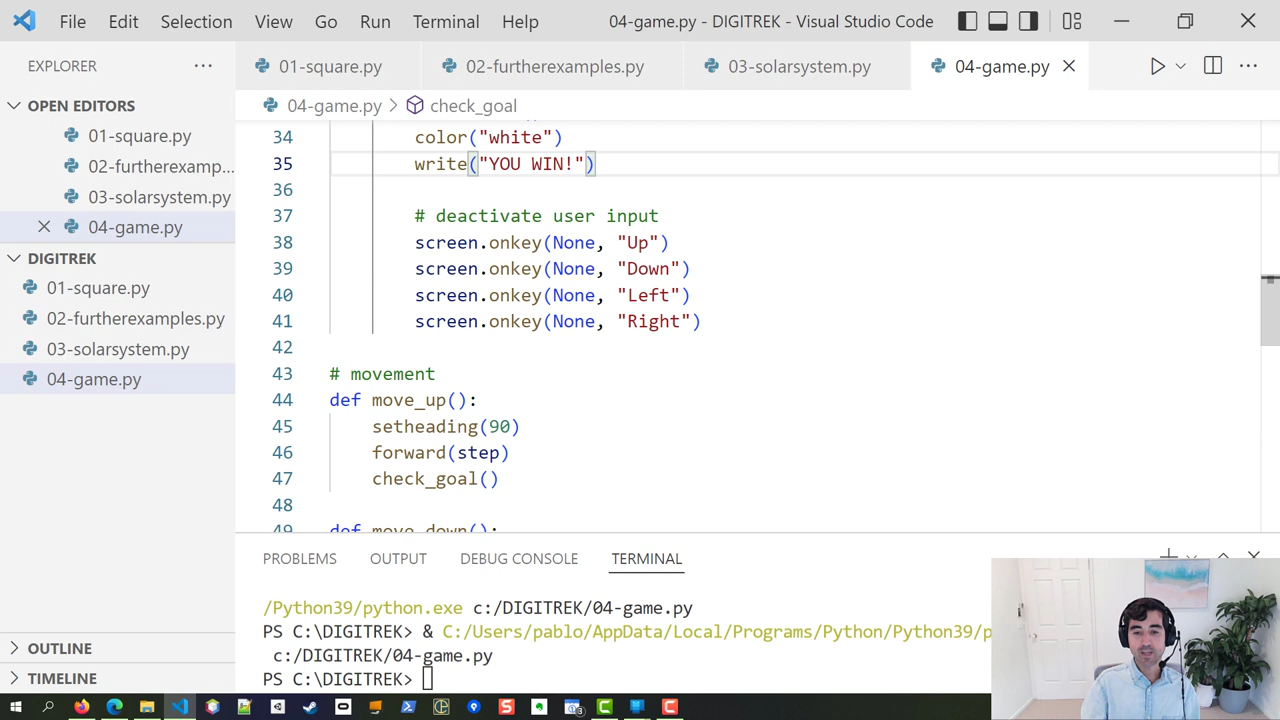 File Edit Selection View Go Run Terminal Help 04-game.py - DIGITREK - Visual Studio Code
EXPLORER
01-square.py 02-furtherexamples.py 03-solarsystem.py 04-game.py
OPEN EDITORS
01-square.py
02-furtherexamp...
03-solarsystem.py
04-game.py
DIGITREK
01-square.py
02-furtherexamples.py
03-solarsystem.py
04-game.py
OUTLINE
TIMELINE
04-game.py > check_goal
34 color("white")
35 write("YOU WIN!")
36
37 # deactivate user input
38 screen.onkey(None, "Up")
39 screen.onkey(None, "Down")
40 screen.onkey(None, "Left")
41 screen.onkey(None, "Right")
42
43 # movement
44 def move_up():
45 setheading(90)
46 forward(step)
47 check_goal()
48
49 def move_down():
PROBLEMS OUTPUT DEBUG CONSOLE TERMINAL
/Python39/python.exe c:/DIGITREK/04-game.py
PS C:\DIGITREK> & C:/Users/pablo/AppData/Local/Programs/Python/Python39/p
c:/DIGITREK/04-game.py
PS C:\DIGITREK>